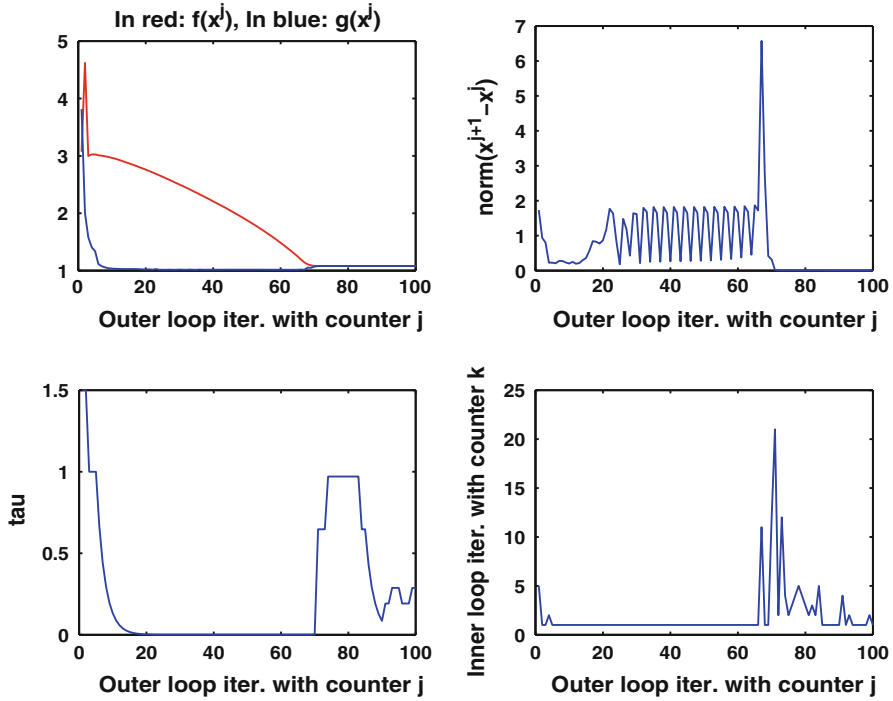 In red: f(x^j), In blue: g(x^j)
5
4
3
2
1
0 20 40 60 80 100
Outer loop iter. with counter j
norm(x^{j+1}−x^j)
7
6
5
4
3
2
1
0
0 20 40 60 80 100
Outer loop iter. with counter j
tau
1.5
1
0.5
0
0 20 40 60 80 100
Outer loop iter. with counter j
Inner loop iter. with counter k
25
20
15
10
5
0
0 20 40 60 80 100
Outer loop iter. with counter j